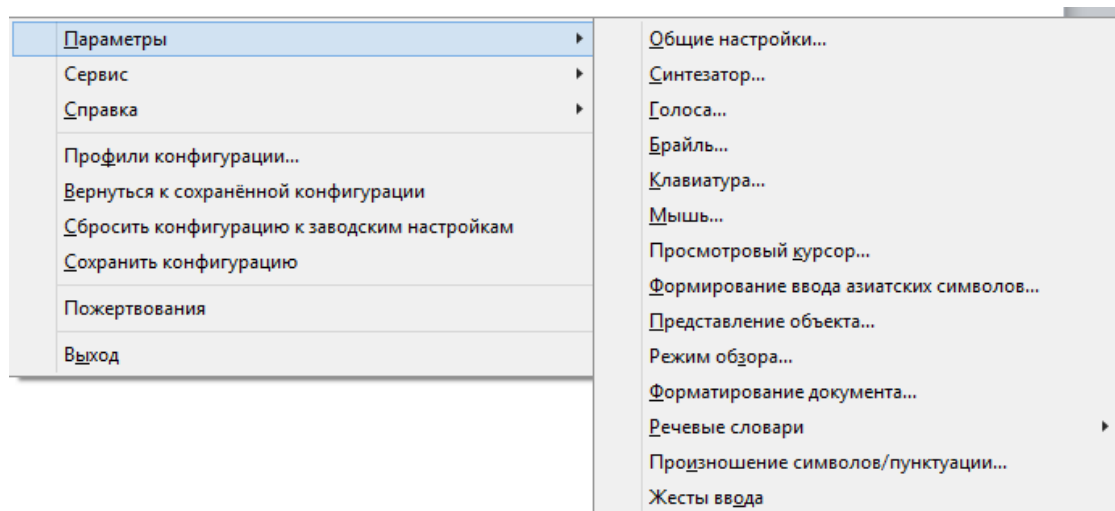 Параметры
Сервис
Справка
Профили конфигурации...
Вернуться к сохранённой конфигурации
Сбросить конфигурацию к заводским настройкам
Сохранить конфигурацию
Пожертвования
Выход
Общие настройки...
Синтезатор...
Голоса...
Брайль...
Клавиатура...
Мышь...
Просмотровый курсор...
Формирование ввода азиатских символов...
Представление объекта...
Режим обзора...
Форматирование документа...
Речевые словари
Произношение символов/пунктуации...
Жесты ввода